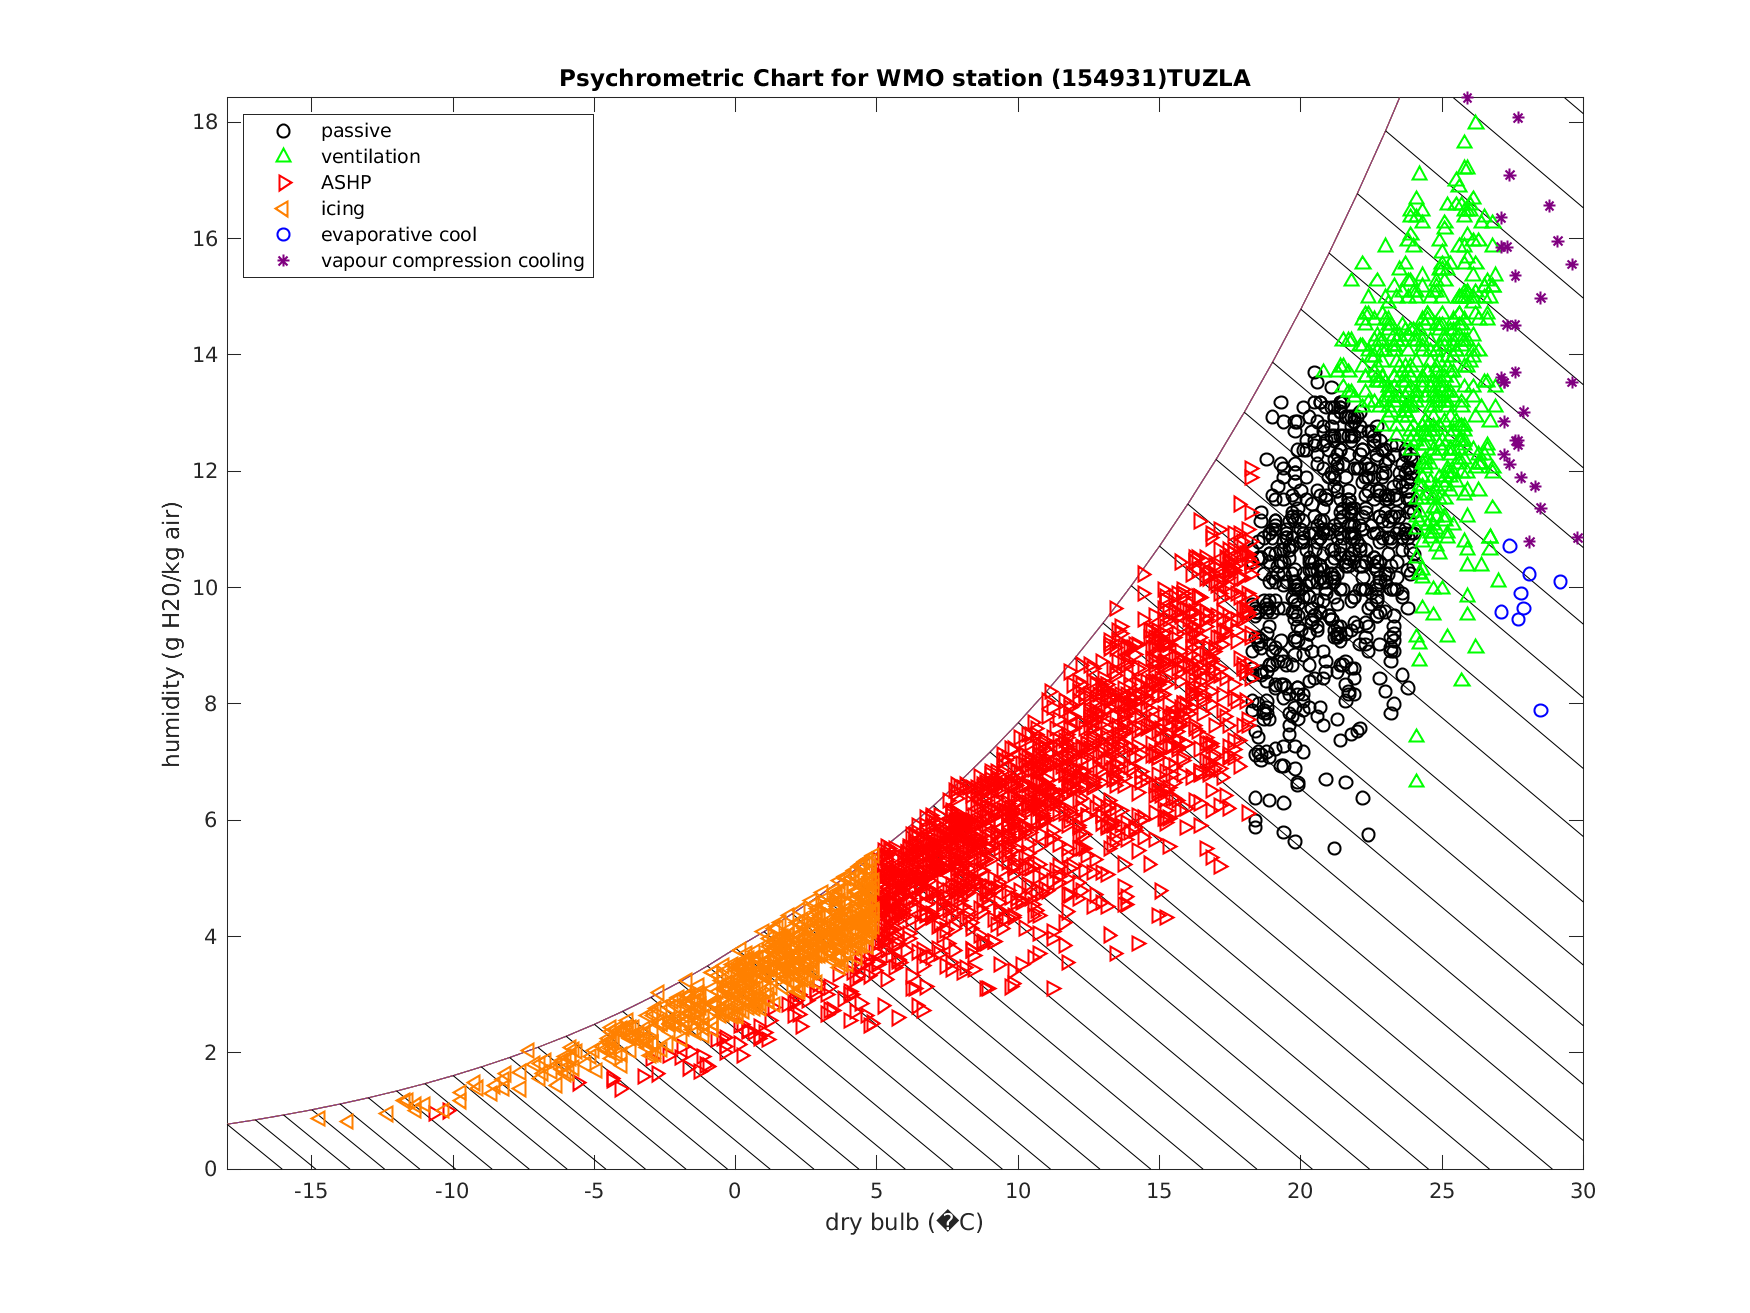 Psychrometric Chart for WMO station (154931)TUZLA
passive
ventilation
ASHP
icing
evaporative cool
vapour compression cooling
humidity (g H20/kg air)
18
16
14
12
10
8
6
4
2
0
-15 -10 -5 0 5 10 15 20 25 30
dry bulb (�C)